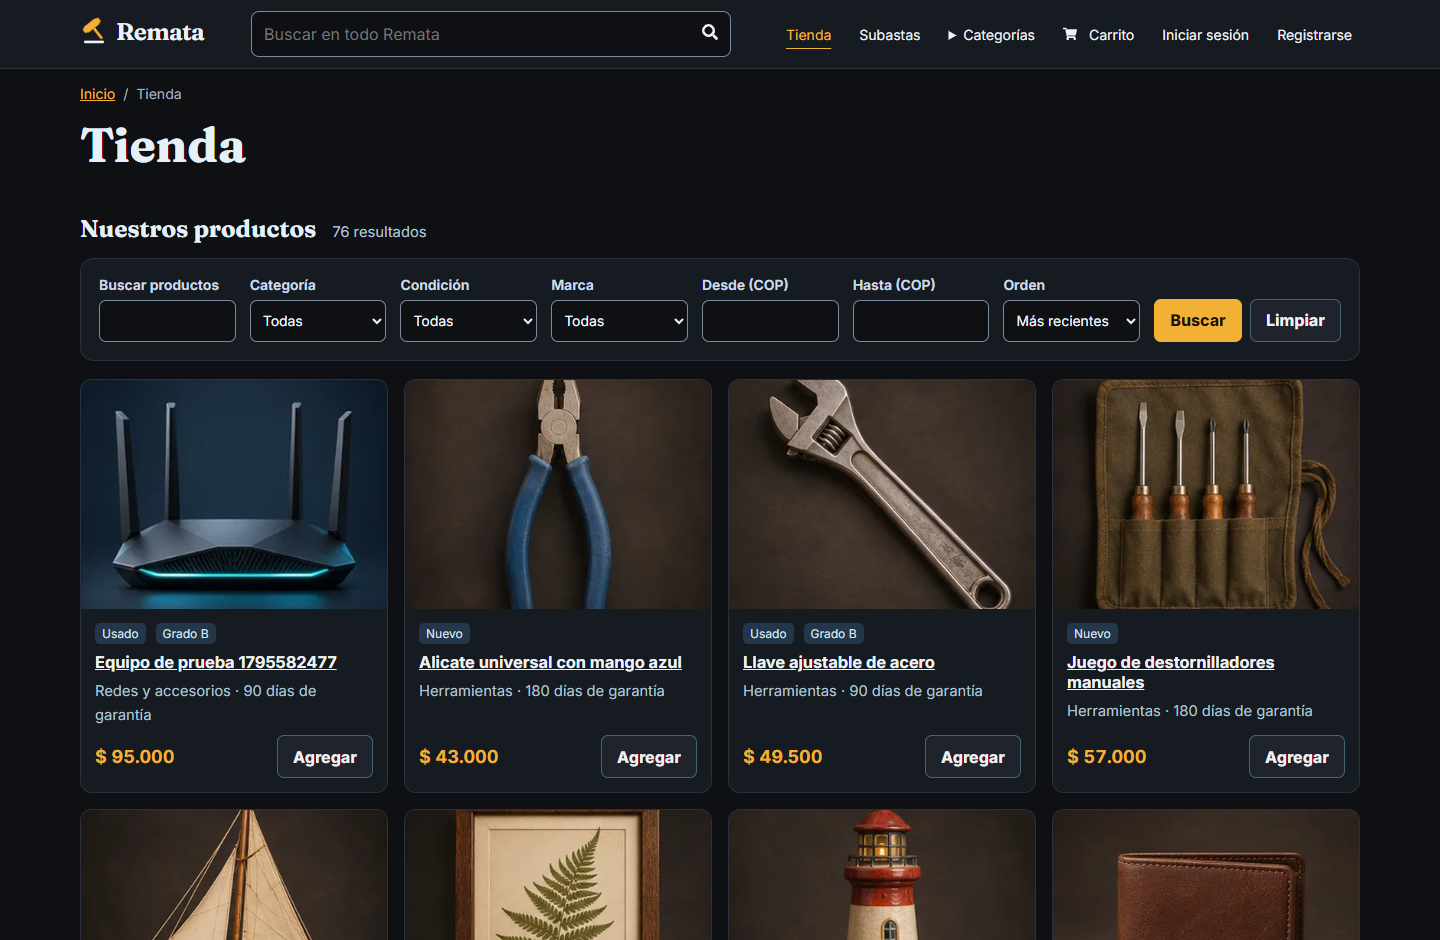 Remata
Buscar en todo Remata
Tienda
Subastas
Categorías
Carrito
Iniciar sesión
Registrarse
Inicio / Tienda
Tienda
Nuestros productos 76 resultados
Buscar productos
Categoría
Condición
Marca
Desde (COP)
Hasta (COP)
Orden
Todas
Todas
Todas
Más recientes
Buscar
Limpiar
Usado Grado B
Equipo de prueba 1795582477
Redes y accesorios · 90 días de
garantía
$ 95.000
Agregar
Nuevo
Alicate universal con mango azul
Herramientas · 180 días de garantía
$ 43.000
Agregar
Usado Grado B
Llave ajustable de acero
Herramientas · 90 días de garantía
$ 49.500
Agregar
Nuevo
Juego de destornilladores
manuales
Herramientas · 180 días de garantía
$ 57.000
Agregar